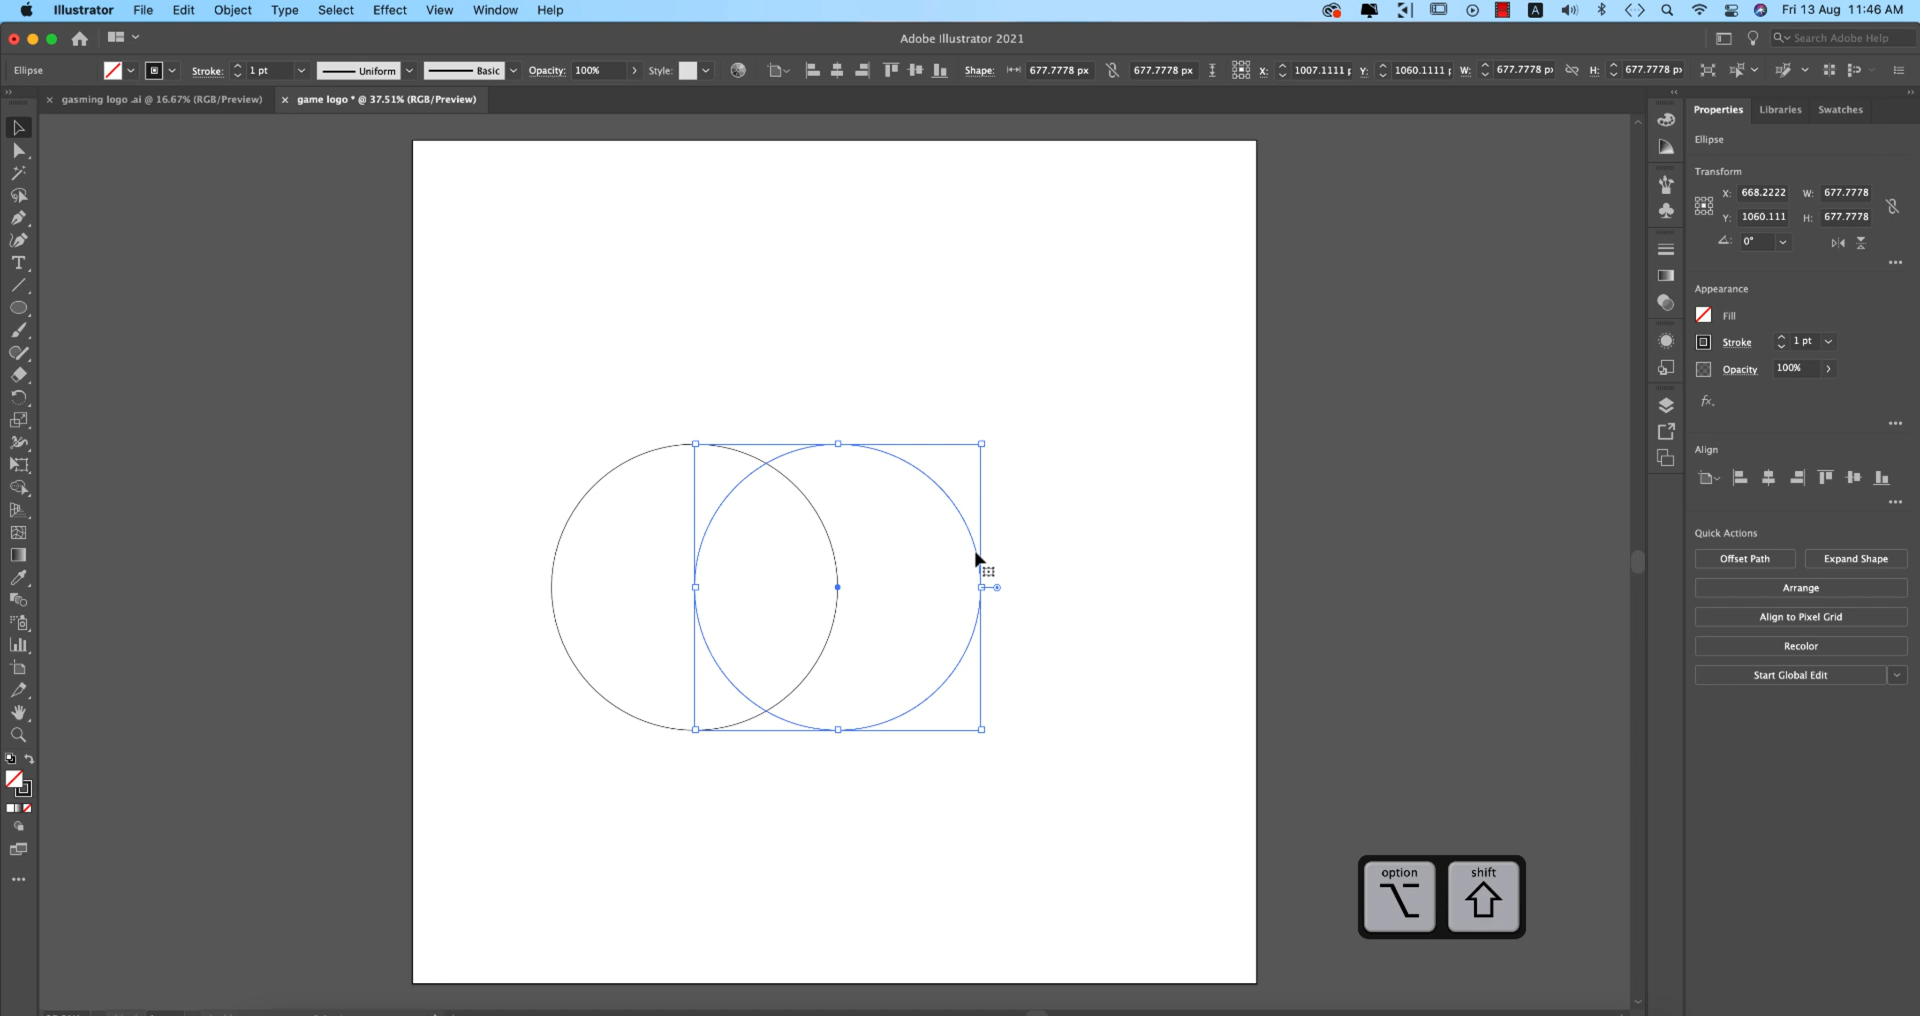 Illustrator File Edit Object Type Select Effect View Window Help Fri 13 Aug 11:46 AM
Adobe Illustrator 2021 Search Adobe Help
Ellipse Stroke: 1 pt Uniform Basic Opacity: 100% Style: Shape: 677.7778 px 677.7778 px X: 1007.1111 Y: 1060.1111 W: 677.7778 H: 677.7778
gasming logo .ai @ 16.67% (RGB/Preview) game logo * @ 37.51% (RGB/Preview)
Properties Libraries Swatches
Ellipse
Transform
X: 668.2222 W: 677.7778
Y: 1060.111 H: 677.7778
0°
Appearance
Fill
Stroke 1 pt
Opacity 100%
fx.
Align
Quick Actions
Offset Path Expand Shape
Arrange
Align to Pixel Grid
Recolor
Start Global Edit
option shift